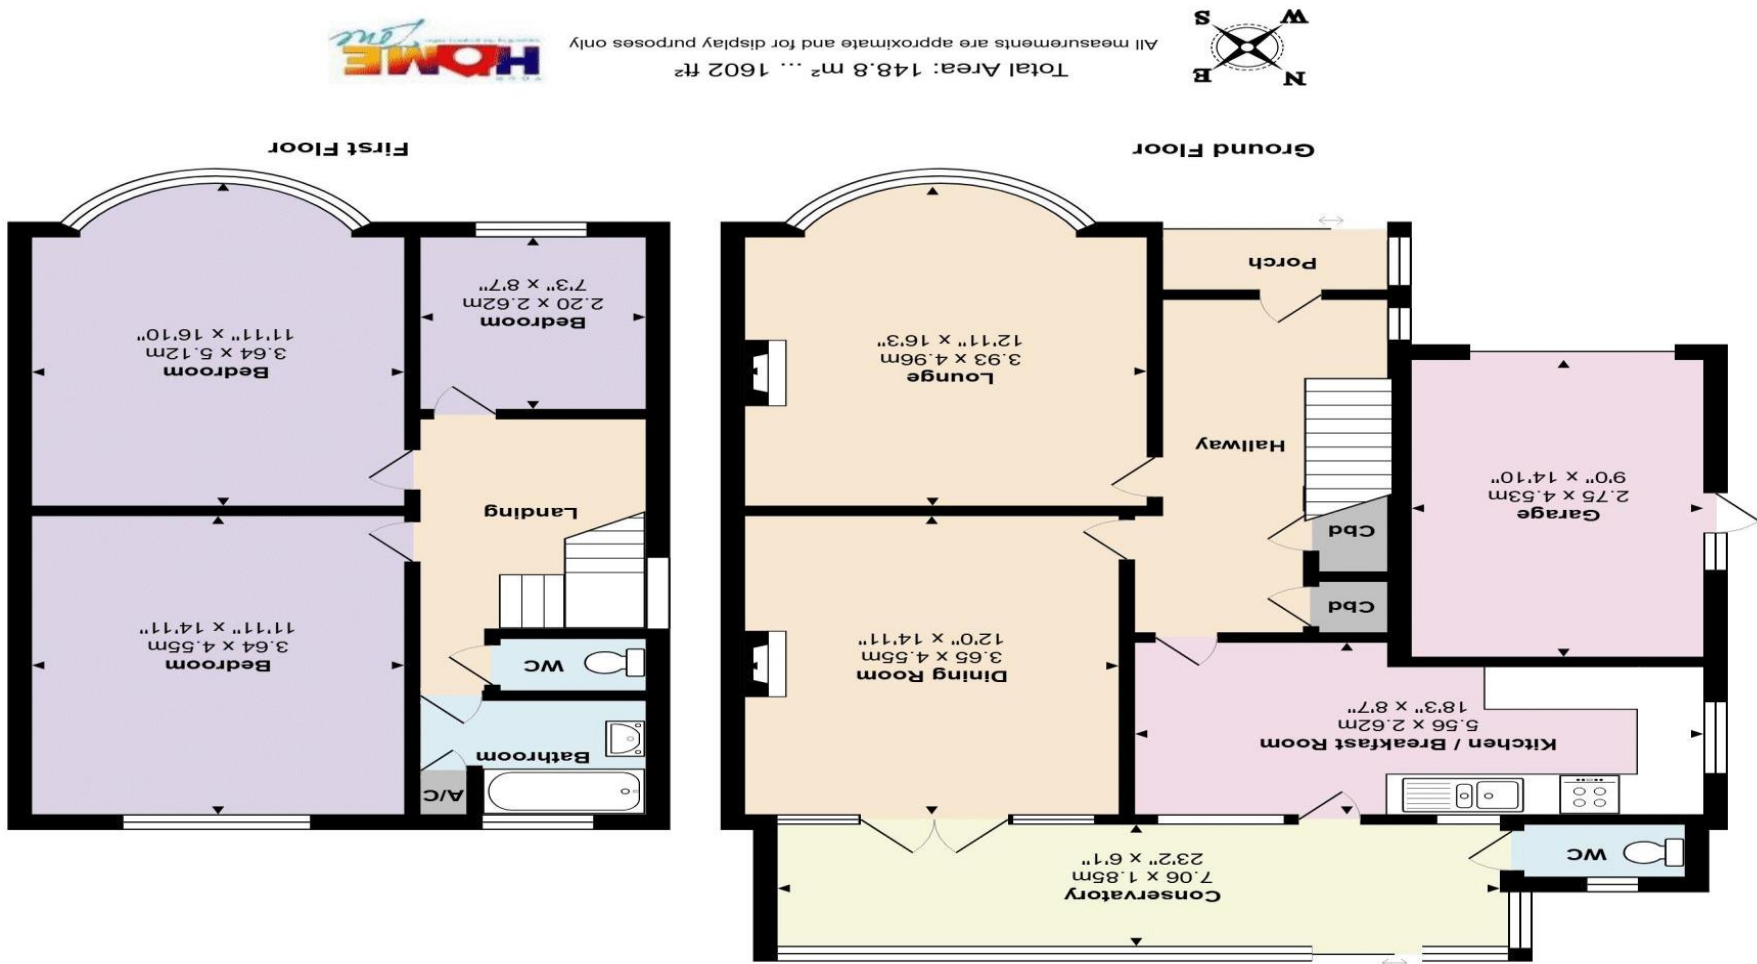 Conservatory
7.06 x 1.85m
23'2" x 6'1"
WC
Kitchen / Breakfast Room
5.56 x 2.62m
18'3" x 8'7"
Dining Room
3.65 x 4.55m
12'0" x 14'11"
Cbd
Cbd
Garage
2.75 x 4.53m
9'0" x 14'10"
Hallway
Lounge
3.93 x 4.96m
12'11" x 16'3"
Porch
Ground Floor
A/C
Bathroom
WC
Bedroom
3.64 x 4.55m
11'11" x 14'11"
Landing
Bedroom
3.64 x 5.12m
11'11" x 16'10"
Bedroom
2.20 x 2.62m
7'3" x 8'7"
First Floor
N
E
W
S
Total Area: 148.8 m² ... 1602 ft²
All measurements are approximate and for display purposes only
YOUR
HOME
Zone